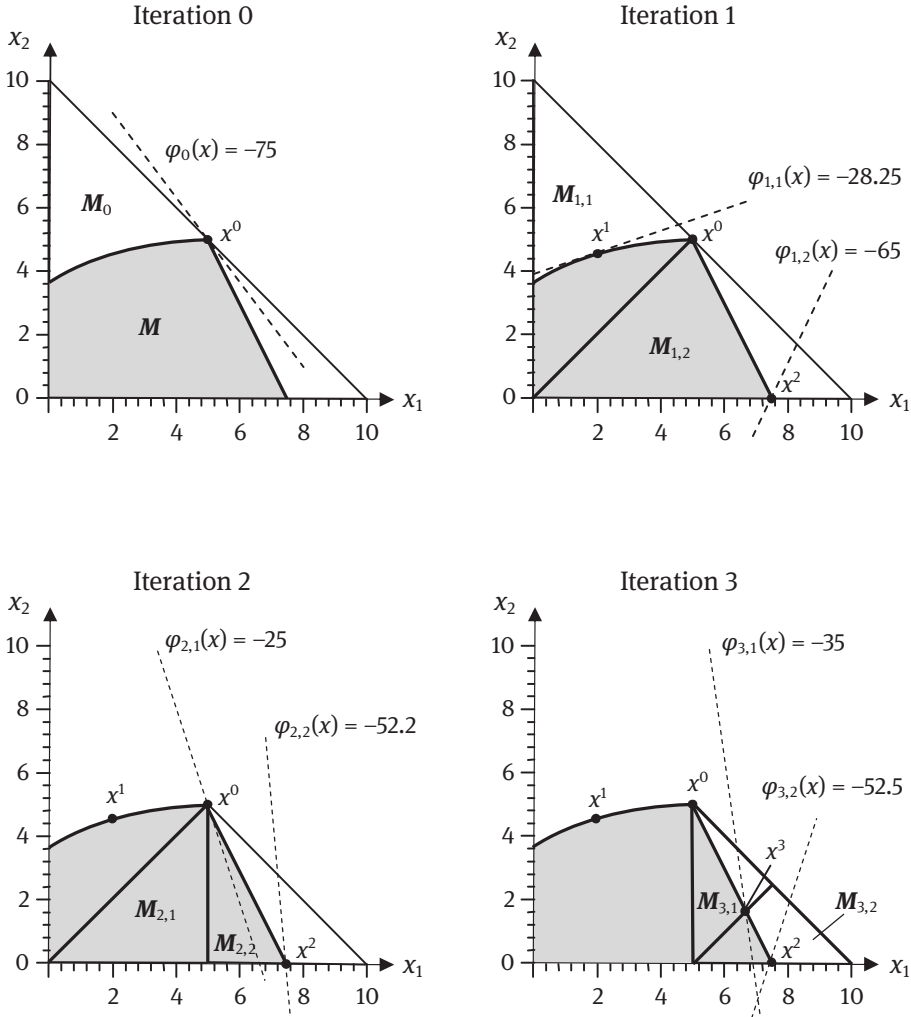 Iteration 0
x₂
10
8
6
4
2
0
2 4 6 8 10
x₁
φ₀(x) = –75
M₀
x⁰
M
Iteration 1
x₂
10
8
6
4
2
0
2 4 6 8 10
x₁
φ₁,₁(x) = –28.25
M₁,₁
x¹
x⁰
φ₁,₂(x) = –65
M₁,₂
x²
Iteration 2
x₂
10
8
6
4
2
0
2 4 6 8 10
x₁
φ₂,₁(x) = –25
φ₂,₂(x) = –52.2
x¹
x⁰
M₂,₁
M₂,₂
x²
Iteration 3
x₂
10
8
6
4
2
0
2 4 6 8 10
x₁
φ₃,₁(x) = –35
x⁰
φ₃,₂(x) = –52.5
x¹
x³
M₃,₁
M₃,₂
x²